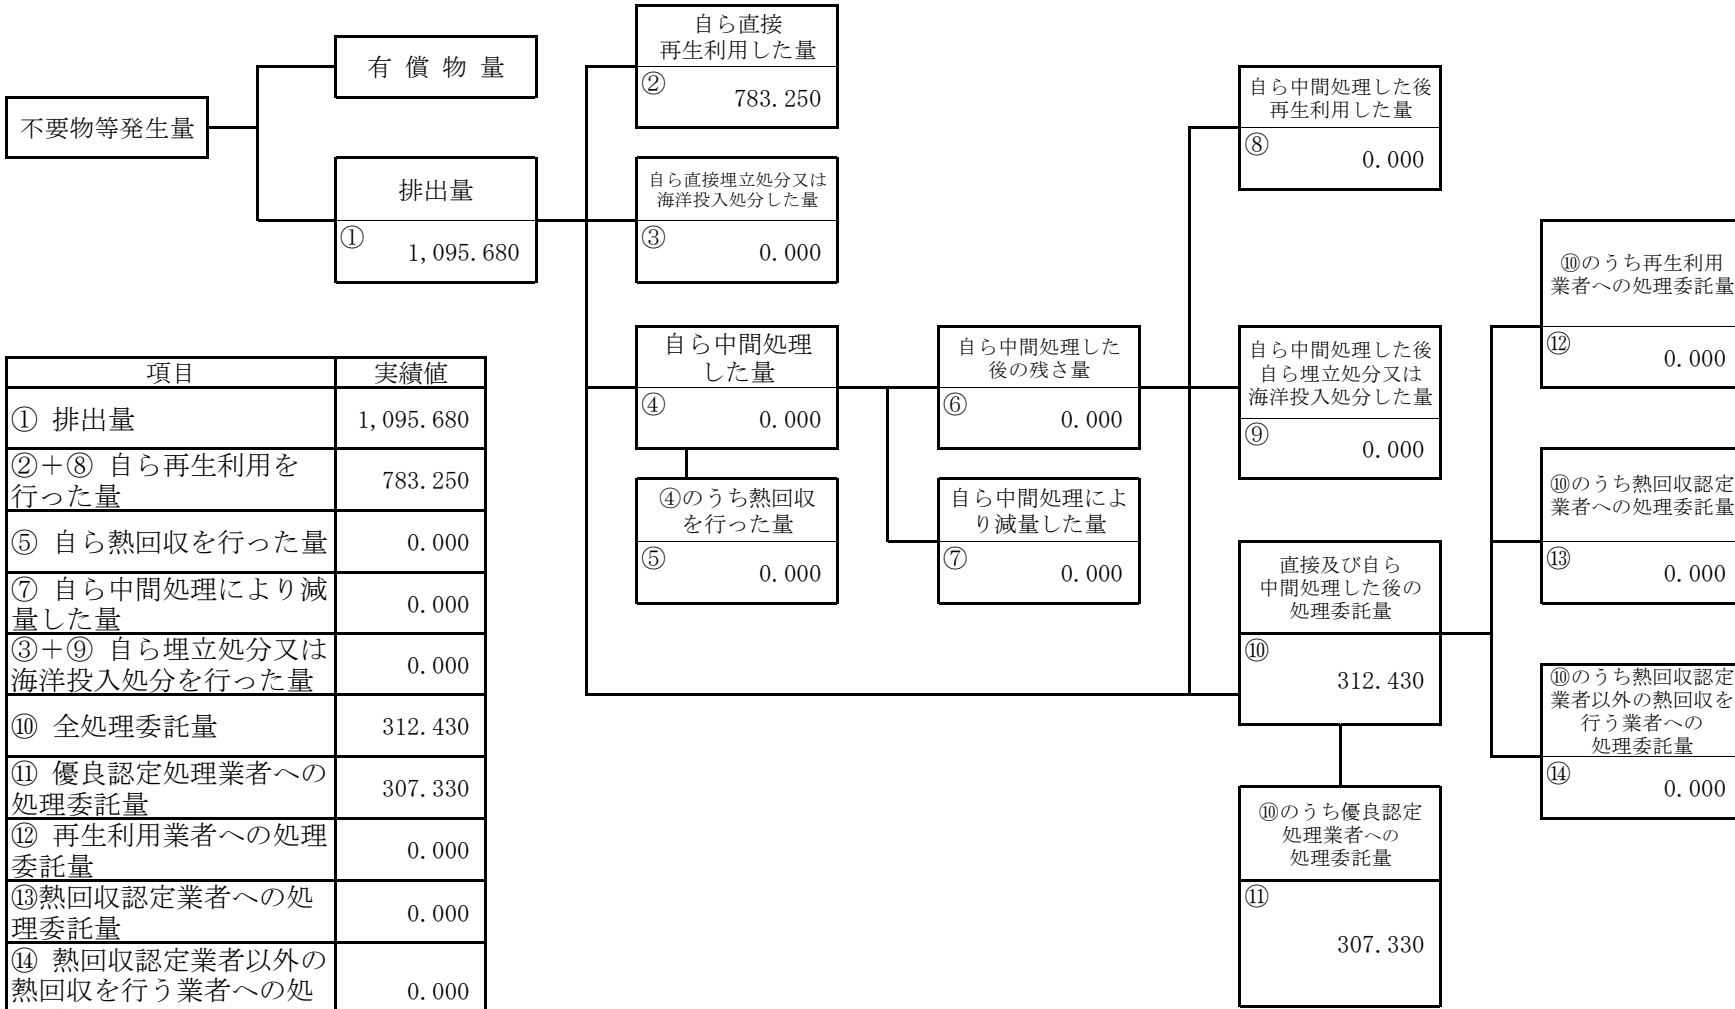 自ら直接
再生利用した量
②
783.250
有 償 物 量
不要物等発生量
排出量
①
1,095.680
自ら直接埋立処分又は
海洋投入処分した量
③
0.000
自ら中間処理した後
再生利用した量
⑧
0.000
⑩のうち再生利用
業者への処理委託量
⑫
0.000
自ら中間処理
した量
④
0.000
自ら中間処理した
後の残さ量
⑥
0.000
自ら中間処理した後
自ら埋立処分又は
海洋投入処分した量
⑨
0.000
④のうち熱回収
を行った量
⑤
0.000
自ら中間処理によ
り減量した量
⑦
0.000
⑩のうち熱回収認定
業者への処理委託量
⑬
0.000
直接及び自ら
中間処理した後の
処理委託量
⑩
312.430
⑩のうち熱回収認定
業者以外の熱回収を
行う業者への
処理委託量
⑭
0.000
⑩のうち優良認定
処理業者への
処理委託量
⑪
307.330
項目 実績値
① 排出量 1,095.680
②+⑧ 自ら再生利用を
行った量 783.250
⑤ 自ら熱回収を行った量 0.000
⑦ 自ら中間処理により減
量した量 0.000
③+⑨ 自ら埋立処分又は
海洋投入処分を行った量 0.000
⑩ 全処理委託量 312.430
⑪ 優良認定処理業者への
処理委託量 307.330
⑫ 再生利用業者への処理
委託量 0.000
⑬熱回収認定業者への処
理委託量 0.000
⑭ 熱回収認定業者以外の
熱回収を行う業者への処 0.000